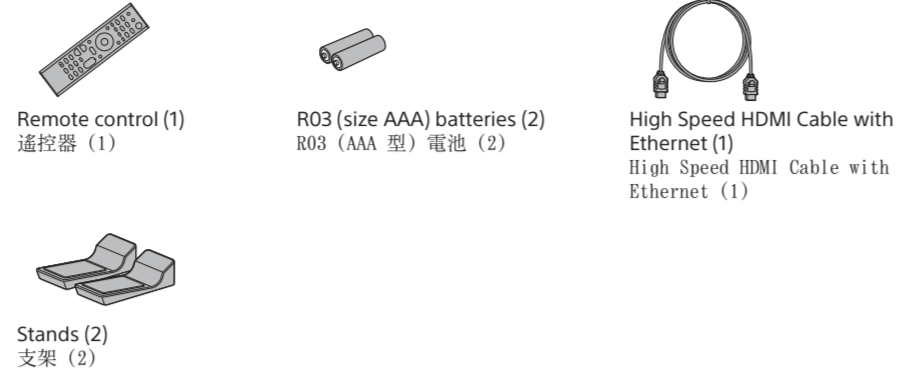 Remote control (1)
遙控器（1）
R03 (size AAA) batteries (2)
R03（AAA 型）電池（2）
High Speed HDMI Cable with
Ethernet (1)
High Speed HDMI Cable with
Ethernet（1）
Stands (2)
支架（2）